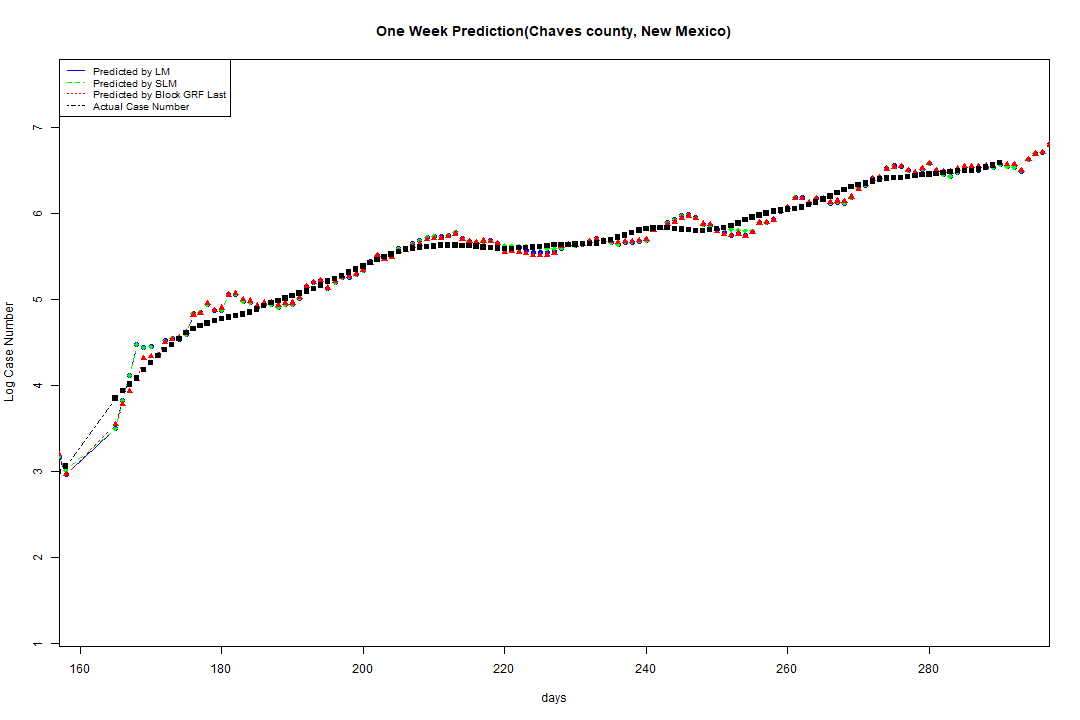 One Week Prediction(Chaves county, New Mexico)
Predicted by LM
Predicted by SLM
Predicted by Block GRF Last
Actual Case Number
7
6
5
4
3
2
1
Log Case Number
160 180 200 220 240 260 280
days